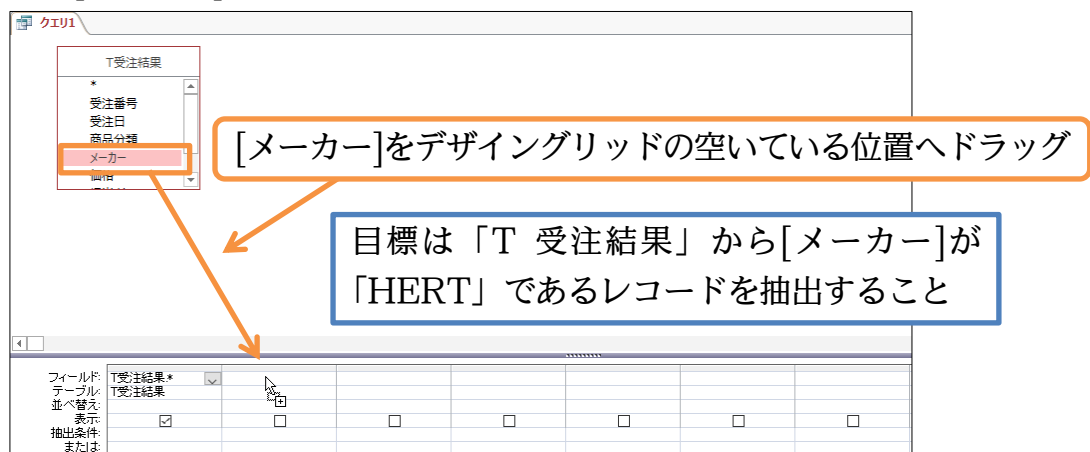 クエリ1
T受注結果
*
受注番号
受注日
商品分類
メーカー
価格
[メーカー]をデザイングリッドの空いている位置へドラッグ
目標は「T 受注結果」から[メーカー]が
「HERT」であるレコードを抽出すること
フィールド: T受注結果.*
テーブル: T受注結果
並べ替え:
表示:
抽出条件:
または: